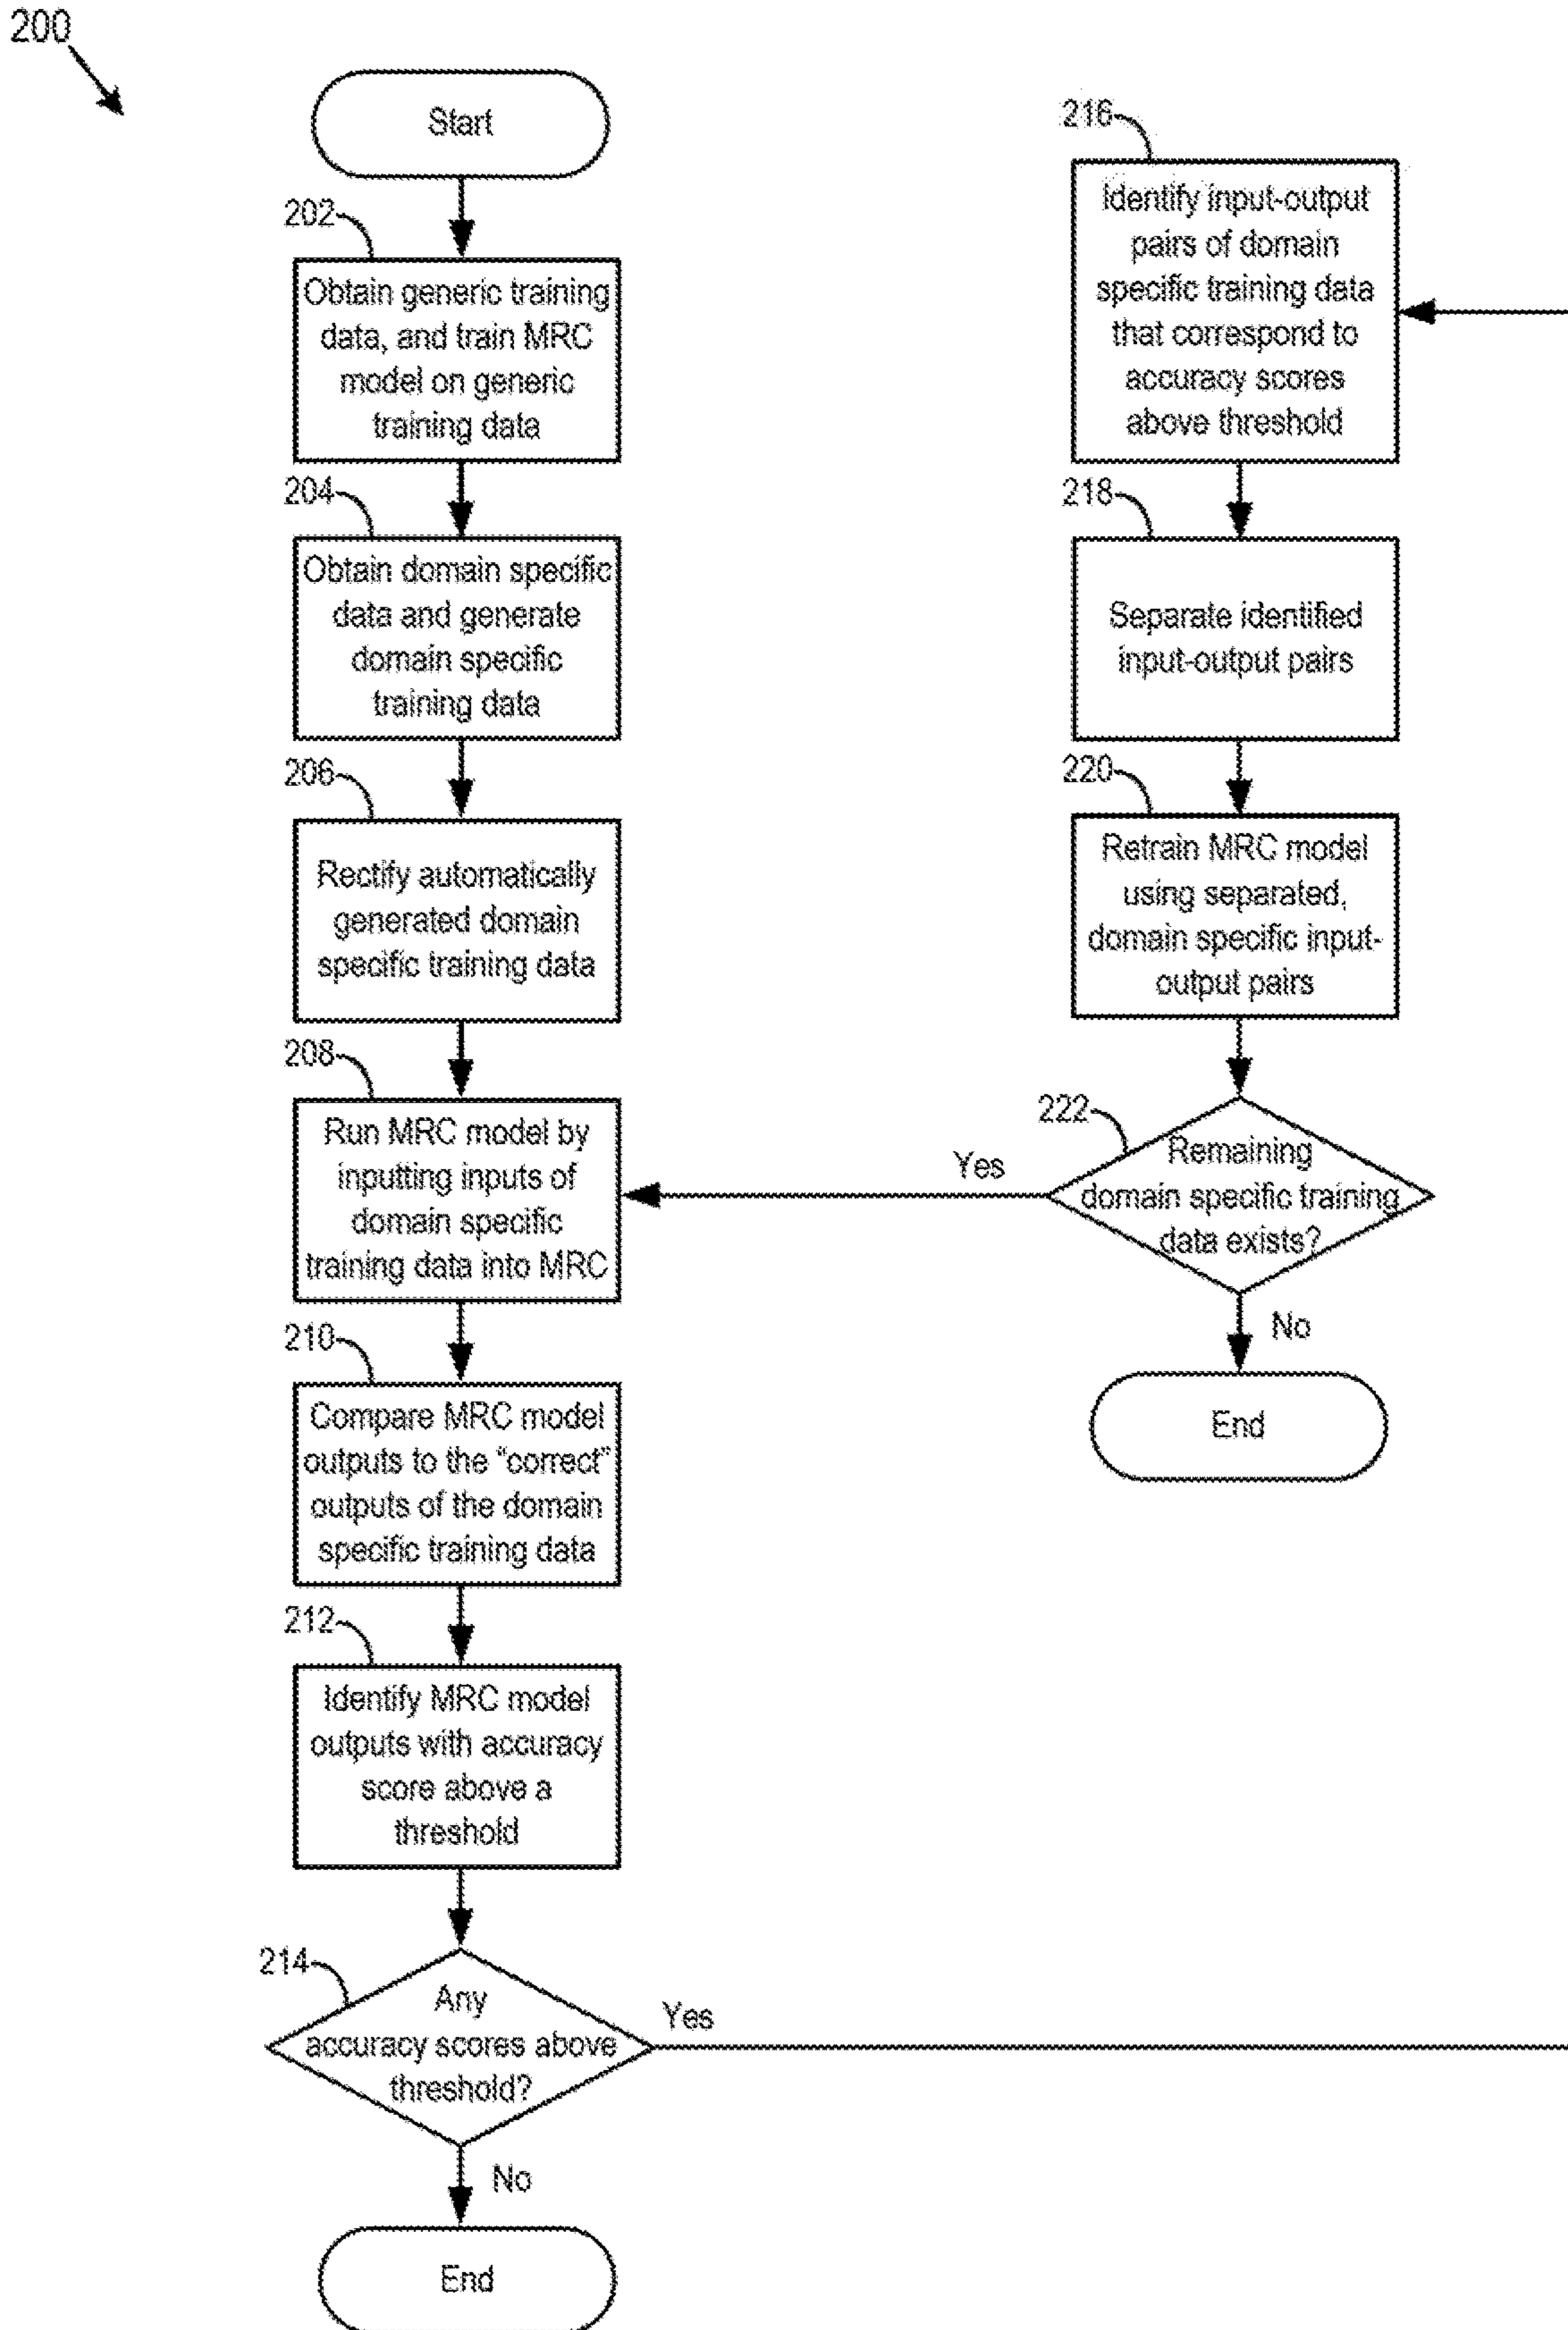 200
Start
202
Obtain generic training
data, and train MRC
model on generic
training data
204
Obtain domain specific
data and generate
domain specific
training data
206
Rectify automatically
generated domain
specific training data
208
Run MRC model by
inputting inputs of
domain specific
training data into MRC
210
Compare MRC model
outputs to the “correct”
outputs of the domain
specific training data
212
Identify MRC model
outputs with accuracy
score above a
threshold
214
Any
accuracy scores above
threshold?
Yes
No
End
216
Identify input-output
pairs of domain
specific training data
that correspond to
accuracy scores
above threshold
218
Separate identified
input-output pairs
220
Retrain MRC model
using separated,
domain specific input-
output pairs
222
Remaining
domain specific training
data exists?
Yes
No
End